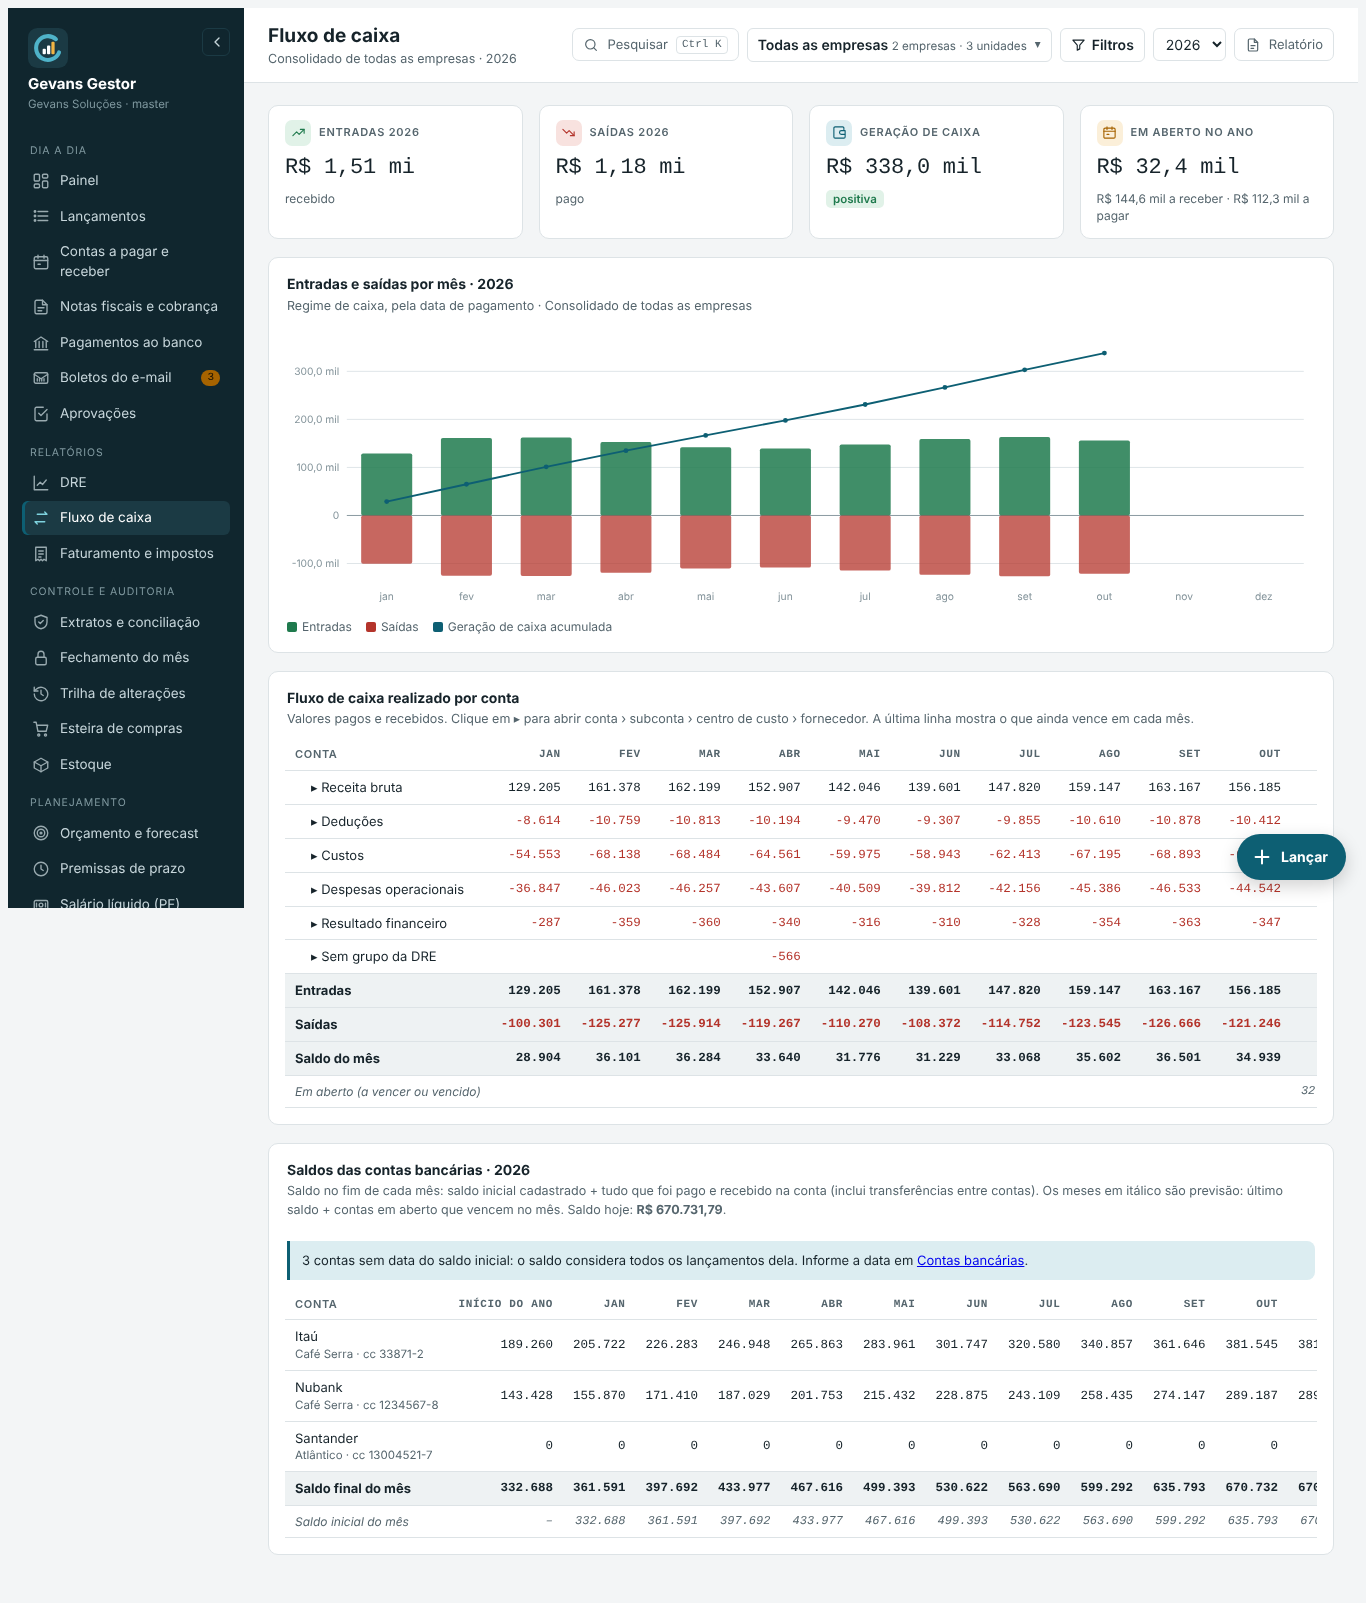 Gevans Gestor
Gevans Soluções · master
DIA A DIA
Painel
Lançamentos
Contas a pagar e
receber
Notas fiscais e cobrança
Pagamentos ao banco
Boletos do e-mail 3
Aprovações
RELATÓRIOS
DRE
Fluxo de caixa
Faturamento e impostos
CONTROLE E AUDITORIA
Extratos e conciliação
Fechamento do mês
Trilha de alterações
Esteira de compras
Estoque
PLANEJAMENTO
Orçamento e forecast
Premissas de prazo
Salário líquido (PF)
Fluxo de caixa
Consolidado de todas as empresas · 2026
Pesquisar Ctrl K
Todas as empresas 2 empresas · 3 unidades ▾
Filtros
2026
Relatório
ENTRADAS 2026
R$ 1,51 mi
recebido
SAÍDAS 2026
R$ 1,18 mi
pago
GERAÇÃO DE CAIXA
R$ 338,0 mil
positiva
EM ABERTO NO ANO
R$ 32,4 mil
R$ 144,6 mil a receber · R$ 112,3 mil a
pagar
Entradas e saídas por mês · 2026
Regime de caixa, pela data de pagamento · Consolidado de todas as empresas
300,0 mil
200,0 mil
100,0 mil
0
-100,0 mil
jan fev mar abr mai jun jul ago set out nov dez
Entradas Saídas Geração de caixa acumulada
Fluxo de caixa realizado por conta
Valores pagos e recebidos. Clique em ▸ para abrir conta › subconta › centro de custo › fornecedor. A última linha mostra o que ainda vence em cada mês.
CONTA JAN FEV MAR ABR MAI JUN JUL AGO SET OUT
▸ Receita bruta 129.205 161.378 162.199 152.907 142.046 139.601 147.820 159.147 163.167 156.185
▸ Deduções -8.614 -10.759 -10.813 -10.194 -9.470 -9.307 -9.855 -10.610 -10.878 -10.412
▸ Custos -54.553 -68.138 -68.484 -64.561 -59.975 -58.943 -62.413 -67.195 -68.893 -
Lançar
▸ Despesas operacionais -36.847 -46.023 -46.257 -43.607 -40.509 -39.812 -42.156 -45.386 -46.533 -44.542
▸ Resultado financeiro -287 -359 -360 -340 -316 -310 -328 -354 -363 -347
▸ Sem grupo da DRE -566
Entradas 129.205 161.378 162.199 152.907 142.046 139.601 147.820 159.147 163.167 156.185
Saídas -100.301 -125.277 -125.914 -119.267 -110.270 -108.372 -114.752 -123.545 -126.666 -121.246
Saldo do mês 28.904 36.101 36.284 33.640 31.776 31.229 33.068 35.602 36.501 34.939
Em aberto (a vencer ou vencido) 32
Saldos das contas bancárias · 2026
Saldo no fim de cada mês: saldo inicial cadastrado + tudo que foi pago e recebido na conta (inclui transferências entre contas). Os meses em itálico são previsão: último
saldo + contas em aberto que vencem no mês. Saldo hoje: R$ 670.731,79.
3 contas sem data do saldo inicial: o saldo considera todos os lançamentos dela. Informe a data em Contas bancárias.
CONTA INÍCIO DO ANO JAN FEV MAR ABR MAI JUN JUL AGO SET OUT
Itaú
Café Serra · cc 33871-2
189.260 205.722 226.283 246.948 265.863 283.961 301.747 320.580 340.857 361.646 381.545 381
Nubank
Café Serra · cc 1234567-8
143.428 155.870 171.410 187.029 201.753 215.432 228.875 243.109 258.435 274.147 289.187 289
Santander
Atlântico · cc 13004521-7
0 0 0 0 0 0 0 0 0 0 0
Saldo final do mês 332.688 361.591 397.692 433.977 467.616 499.393 530.622 563.690 599.292 635.793 670.732 670
Saldo inicial do mês – 332.688 361.591 397.692 433.977 467.616 499.393 530.622 563.690 599.292 635.793 670